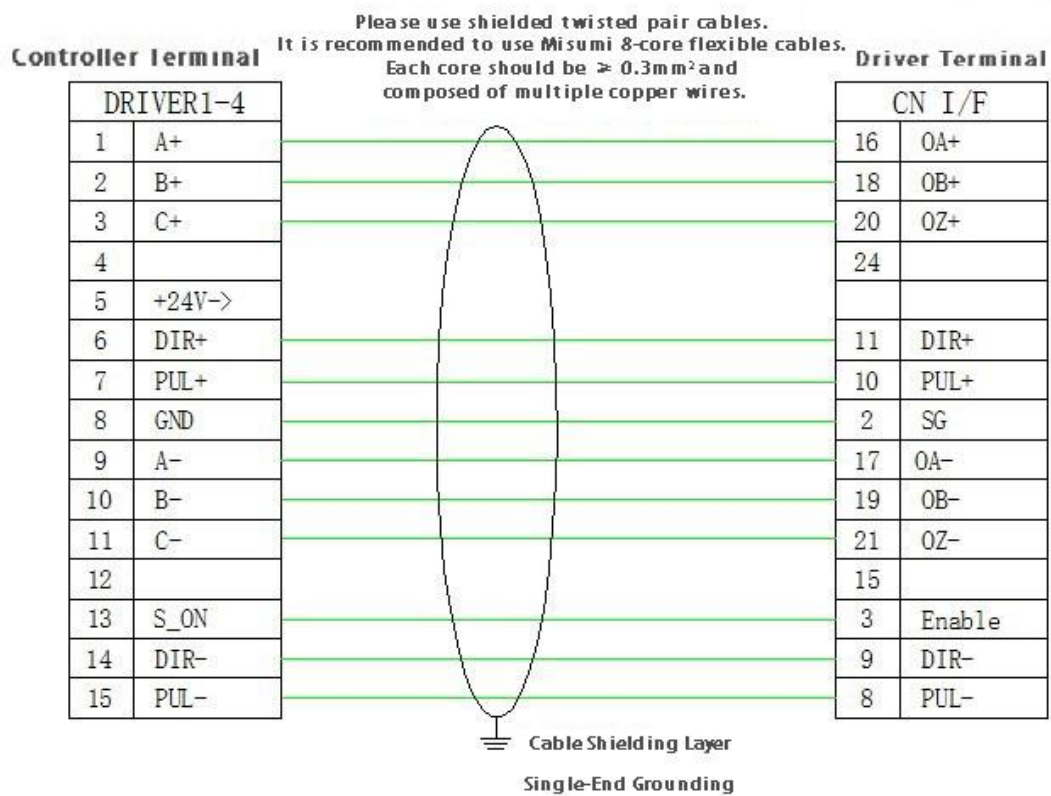 Please use shielded twisted pair cables.
It is recommended to use Misumi 8-core flexible cables.
Each core should be ≥ 0.3mm² and
composed of multiple copper wires.
Controller Terminal
Driver Terminal
DRIVER1-4
CN I/F
1 A+ 16 OA+
2 B+ 18 OB+
3 C+ 20 OZ+
4 24
5 +24V->
6 DIR+ 11 DIR+
7 PUL+ 10 PUL+
8 GND 2 SG
9 A- 17 OA-
10 B- 19 OB-
11 C- 21 OZ-
12 15
13 S_ON 3 Enable
14 DIR- 9 DIR-
15 PUL- 8 PUL-
Cable Shielding Layer
Single-End Grounding